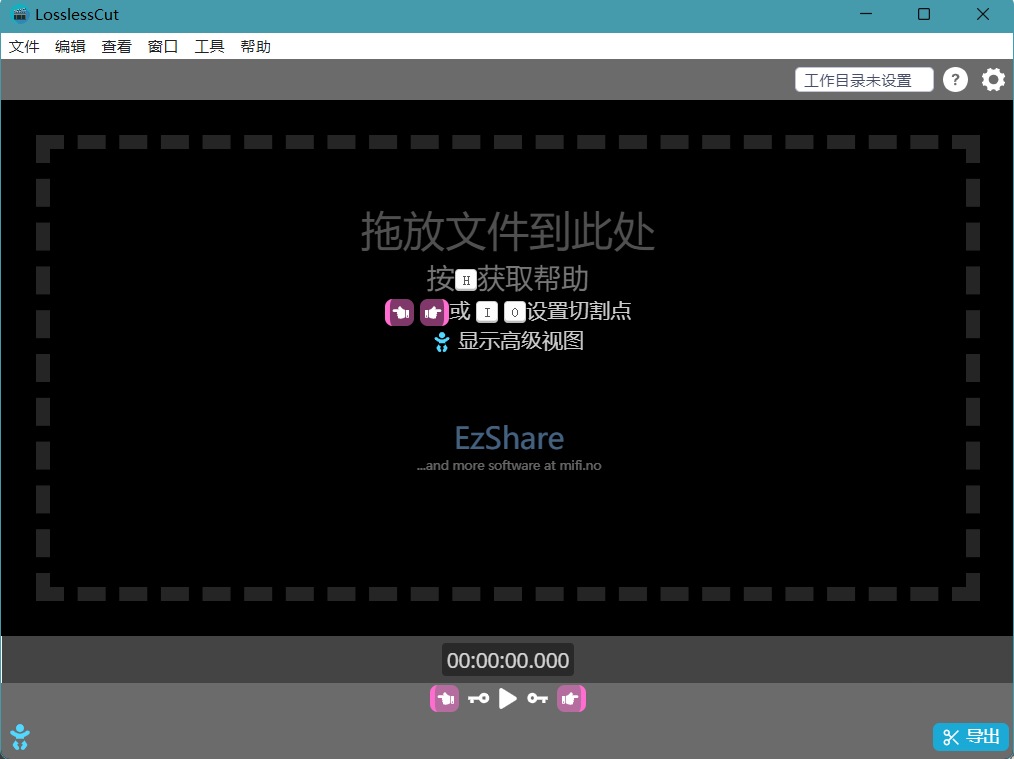 LosslessCut
文件 编辑 查看 窗口 工具 帮助
工作目录未设置 ?
拖放文件到此处
按 H 获取帮助
或 I O 设置切割点
显示高级视图
EzShare
...and more software at mifi.no
00:00:00.000
导出